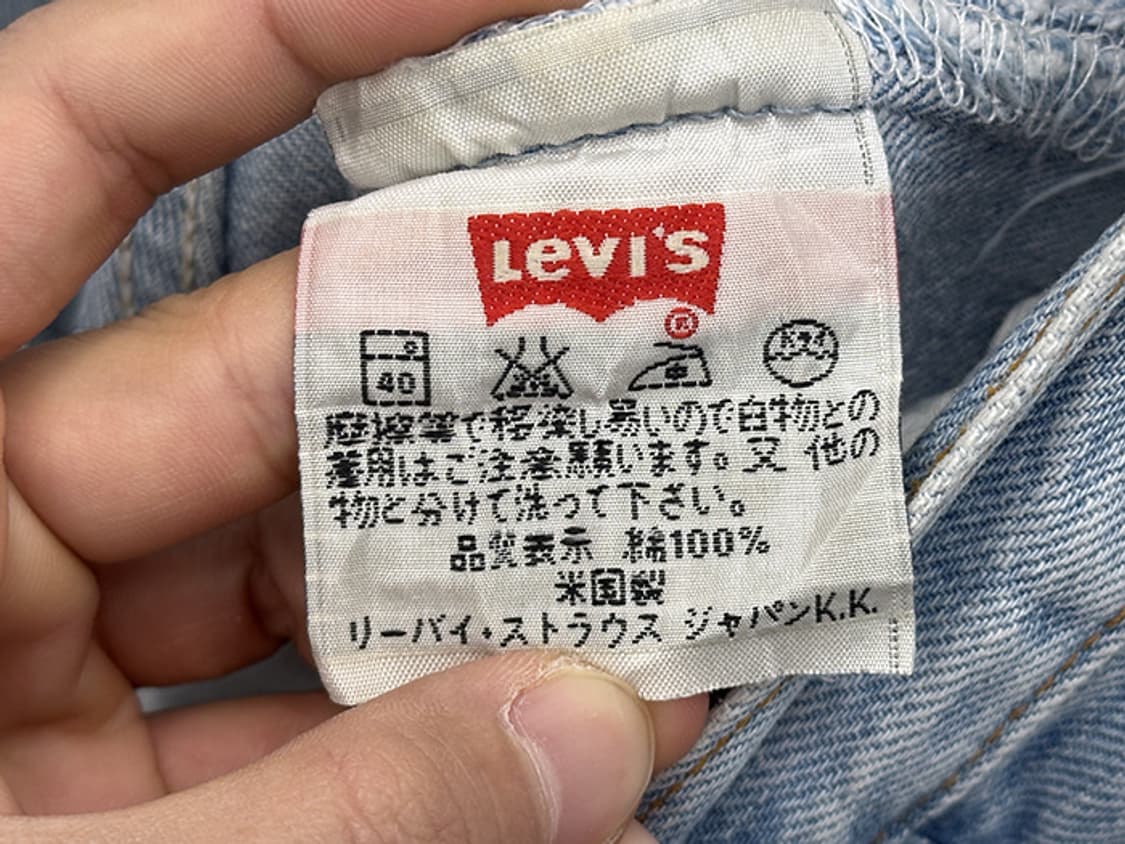 LEVI'S
®
40
摩擦等で移染し易いので白物との
着用はご注意願います。又 他の
物と分けて洗って下さい。
品質表示 綿100%
米国製
リーバイ・ストラウス ジャパンK.K.